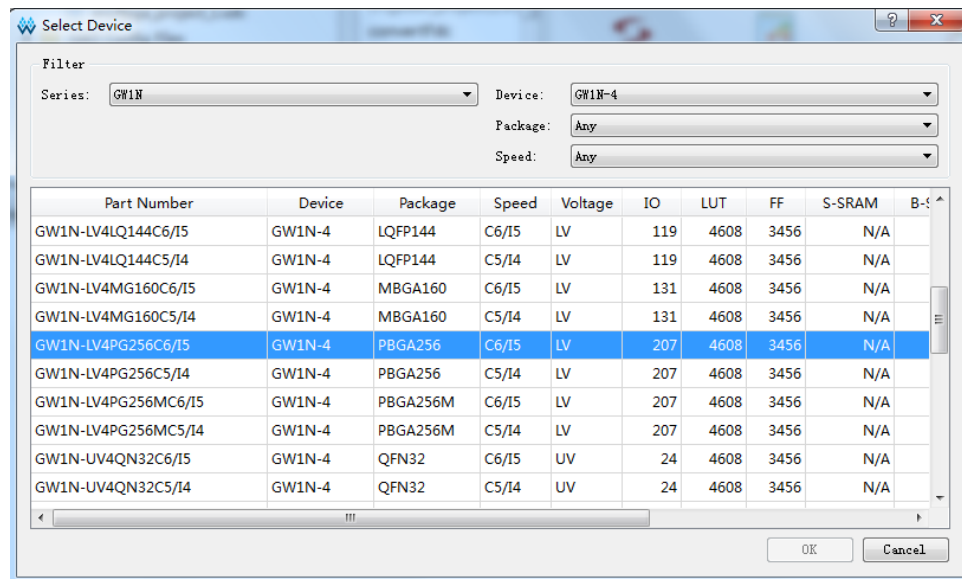 Select Device
Filter
Series: GW1N Device: GW1N-4
Package: Any
Speed: Any
Part Number Device Package Speed Voltage IO LUT FF S-SRAM
GW1N-LV4LQ144C6/I5 GW1N-4 LQFP144 C6/I5 LV 119 4608 3456 N/A
GW1N-LV4LQ144C5/I4 GW1N-4 LQFP144 C5/I4 LV 119 4608 3456 N/A
GW1N-LV4MG160C6/I5 GW1N-4 MBGA160 C6/I5 LV 131 4608 3456 N/A
GW1N-LV4MG160C5/I4 GW1N-4 MBGA160 C5/I4 LV 131 4608 3456 N/A
GW1N-LV4PG256C6/I5 GW1N-4 PBGA256 C6/I5 LV 207 4608 3456 N/A
GW1N-LV4PG256C5/I4 GW1N-4 PBGA256 C5/I4 LV 207 4608 3456 N/A
GW1N-LV4PG256MC6/I5 GW1N-4 PBGA256M C6/I5 LV 207 4608 3456 N/A
GW1N-LV4PG256MC5/I4 GW1N-4 PBGA256M C5/I4 LV 207 4608 3456 N/A
GW1N-UV4QN32C6/I5 GW1N-4 QFN32 C6/I5 UV 24 4608 3456 N/A
GW1N-UV4QN32C5/I4 GW1N-4 QFN32 C5/I4 UV 24 4608 3456 N/A
OK Cancel